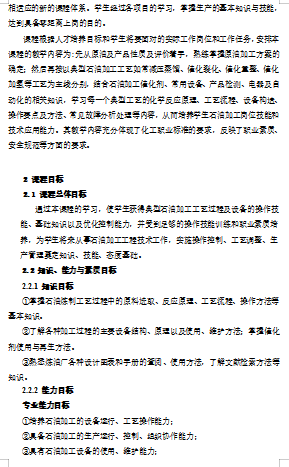 相适应的新的课程体系。学生经过各项目的学习，掌握生产的基本知识与技能，
达到具备零距离上岗的目的。
课程根据人才培养目标和学生将要面对的实际工作岗位和工作任务，安排本
课程的教学内容为：先从原油及产品性质及评价着手，熟练掌握原油加工方案的
确定；然后再按以典型石油加工工艺如常减压蒸馏、催化裂化、催化重整、催化
加氢等工艺为主线分别，结合石油加工催化剂、常用设备、产品检测、电器及自
动化的相关知识，学习每一个典型工艺的化学反应原理、工艺流程、设备构造、
操作要点及方法、常见故障分析处理等内容，从而培养学生石油加工岗位技能和
技术应用能力。其教学内容充分体现了化工职业标准的要求，反映了职业素质、
安全规范等方面的要求。
2 课程目标
2.1 课程总体目标
通过本课程的学习，使学生获得典型石油加工工艺过程及设备的操作技
能、基础知识以及优化控制能力，并受到足够的操作技能训练和职业素质培
养，为学生将来从事石油加工工程技术工作，实施操作控制、工艺调整、生
产管理奠定知识、技能、态度基础。
2.2 知识、能力与素质目标
2.2.1 知识目标
①掌握石油炼制工艺过程中的原料选取、反应原理、工艺流程、操作方法等
基本知识。
②了解各种加工过程的主要设备结构、原理以及使用、维护方法；掌握催化
剂使用与再生方法。
③熟悉炼油厂各种设计图表和手册的查阅、使用方法，了解文献检索方法等
知识。
2.2.2 能力目标
专业能力目标
①培养石油加工的设备运行、工艺操作能力；
②具备石油加工的生产运行、控制、组织协作能力；
③具有石油加工设备的使用、维护能力；